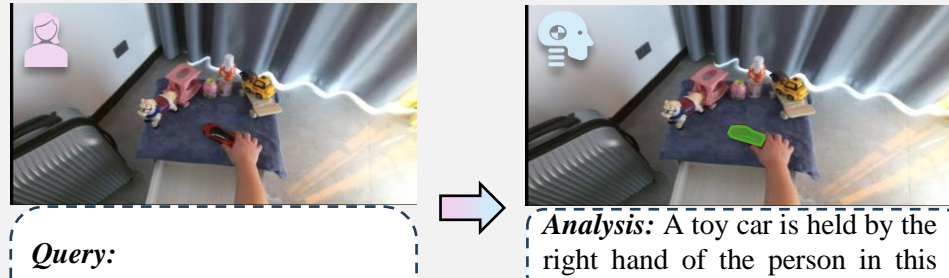 Query:
Analysis: A toy car is held by the
right hand of the person in this